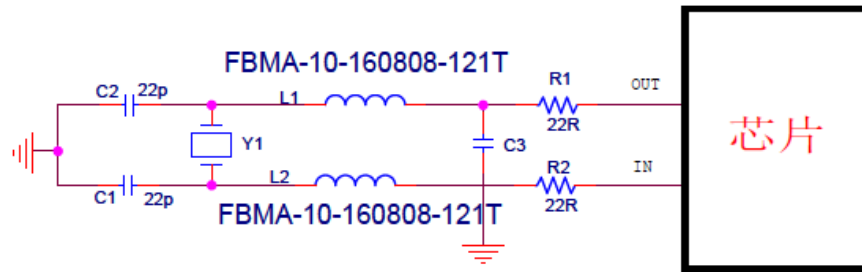 FBMA-10-160808-121T
C2 22p
L1
R1
OUT
22R
Y1
C3
芯片
L2
R2
IN
C1 22p
22R
FBMA-10-160808-121T